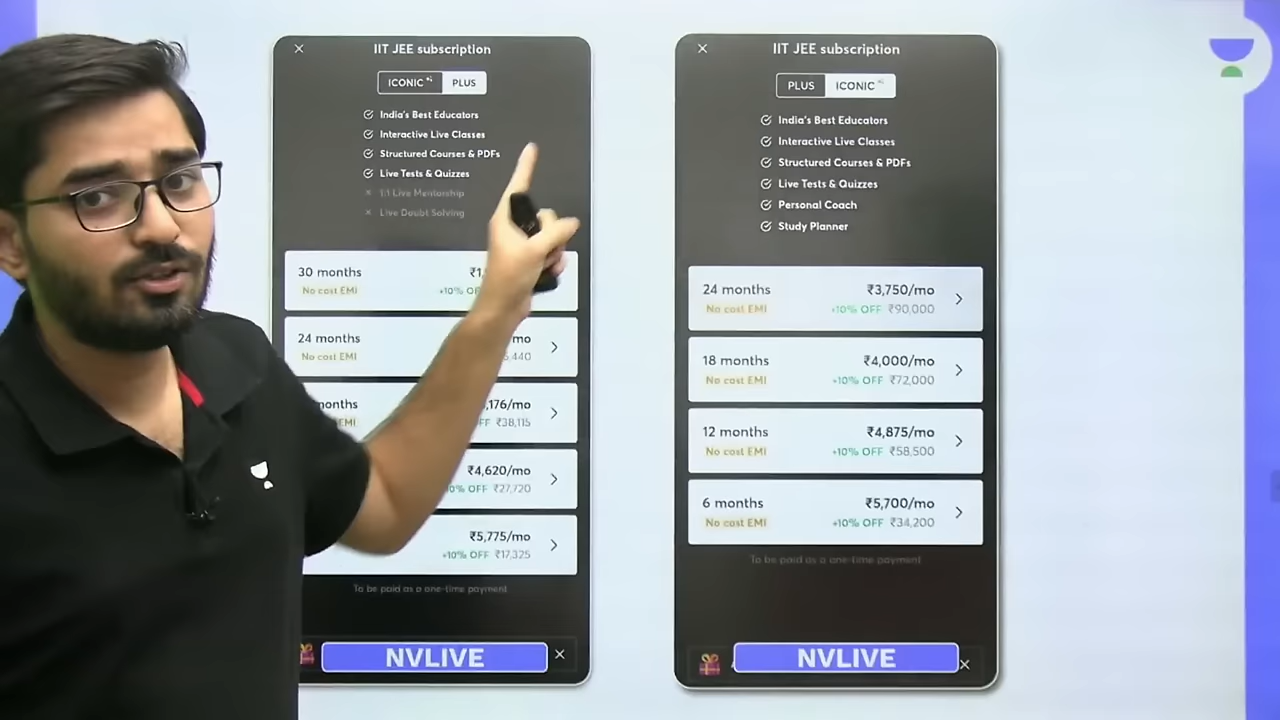 IIT JEE subscription
ICONIC PLUS
India's Best Educators
Interactive Live Classes
Structured Courses & PDFs
Live Tests & Quizzes
1:1 Live Mentorship
Live Doubt Solving
30 months
No cost EMI +10%
24 months mo
No cost EMI
months ,176/mo
EMI FF ₹38,115
₹4,620/mo
0% OFF ₹27,720
₹5,775/mo
+10% OFF ₹17,325
To be paid as a one-time payment
NVLIVE
IIT JEE subscription
PLUS ICONIC
India's Best Educators
Interactive Live Classes
Structured Courses & PDFs
Live Tests & Quizzes
Personal Coach
Study Planner
24 months ₹3,750/mo
No cost EMI +10% OFF ₹90,000
18 months ₹4,000/mo
No cost EMI +10% OFF ₹72,000
12 months ₹4,875/mo
No cost EMI +10% OFF ₹58,500
6 months ₹5,700/mo
No cost EMI +10% OFF ₹34,200
To be paid as a one-time payment
NVLIVE